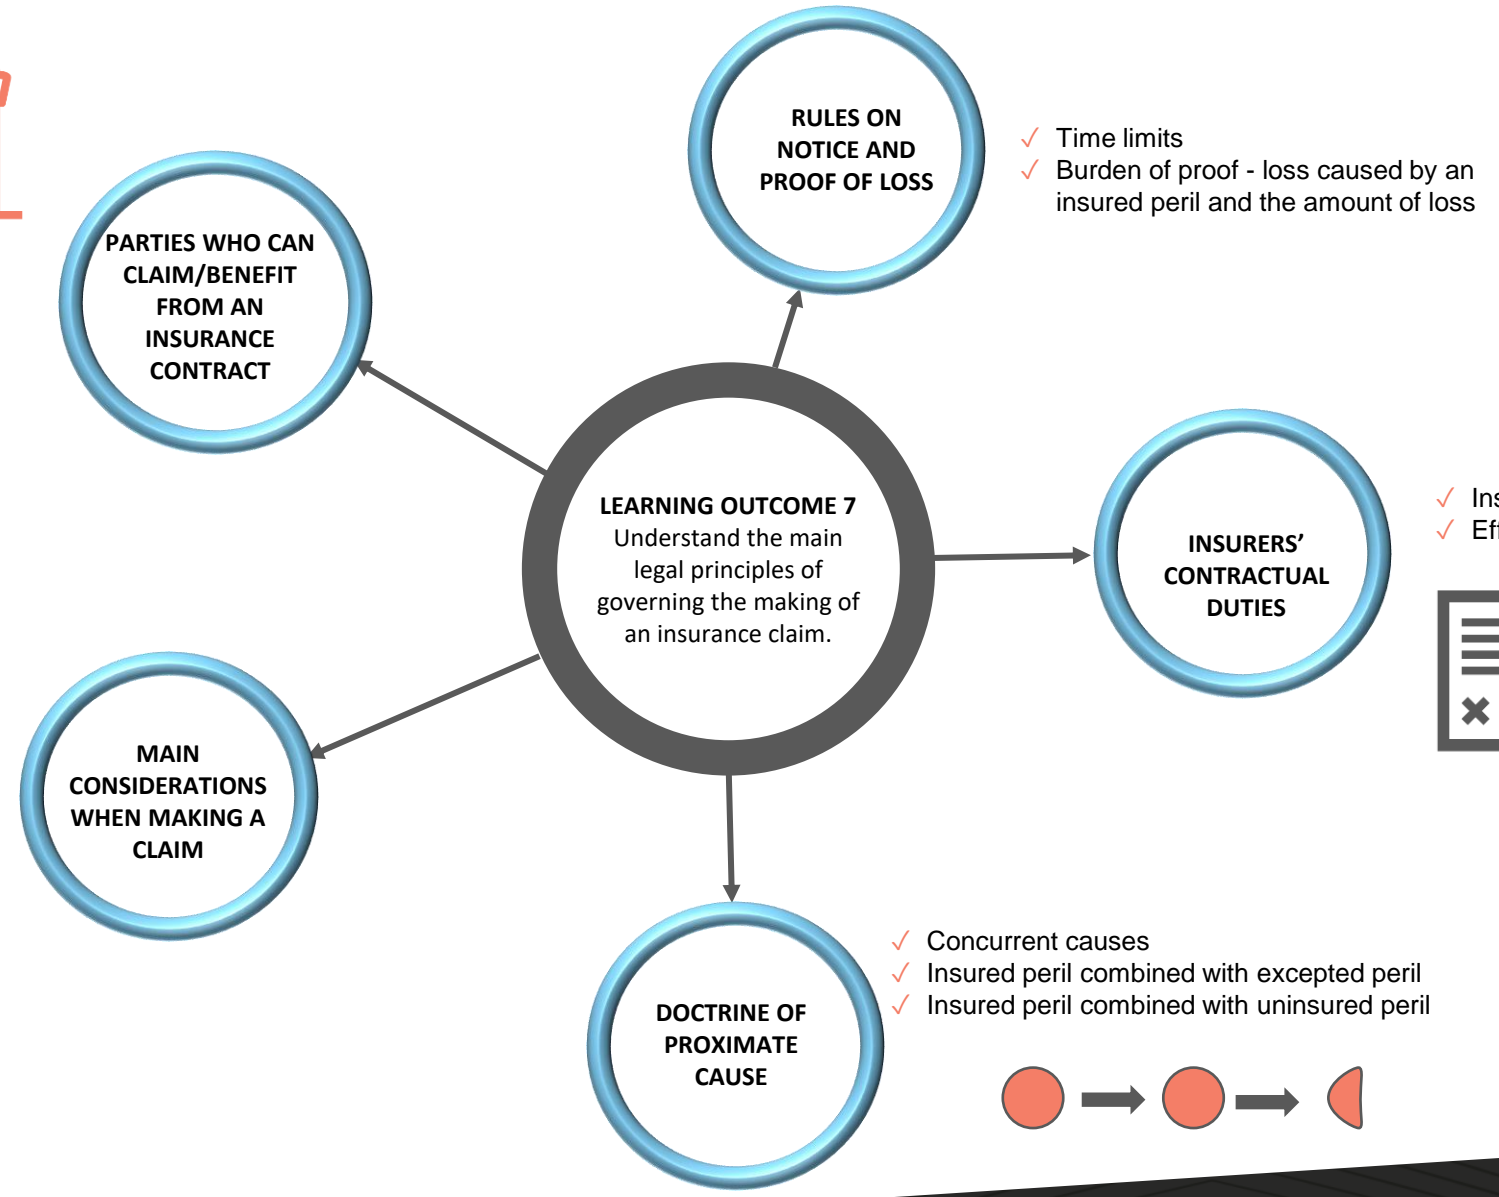 RULES ON
NOTICE AND
PROOF OF LOSS
✓ Time limits
✓ Burden of proof - loss caused by an
insured peril and the amount of loss
PARTIES WHO CAN
CLAIM/BENEFIT
FROM AN
INSURANCE
CONTRACT
LEARNING OUTCOME 7
Understand the main
legal principles of
governing the making of
an insurance claim.
INSURERS’
CONTRACTUAL
DUTIES
MAIN
CONSIDERATIONS
WHEN MAKING A
CLAIM
DOCTRINE OF
PROXIMATE
CAUSE
✓ Concurrent causes
✓ Insured peril combined with excepted peril
✓ Insured peril combined with uninsured peril